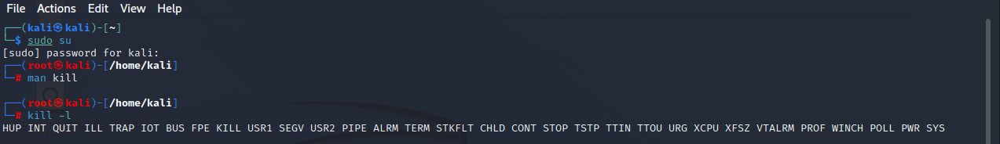 File Actions Edit View Help
┌──(kali㉿kali)-[~]
└─$ sudo su
[sudo] password for kali:
┌──(root㉿kali)-[/home/kali]
└─# man kill
┌──(root㉿kali)-[/home/kali]
└─# kill -l
HUP INT QUIT ILL TRAP IOT BUS FPE KILL USR1 SEGV USR2 PIPE ALRM TERM STKFLT CHLD CONT STOP TSTP TTIN TTOU URG XCPU XFSZ VTALRM PROF WINCH POLL PWR SYS